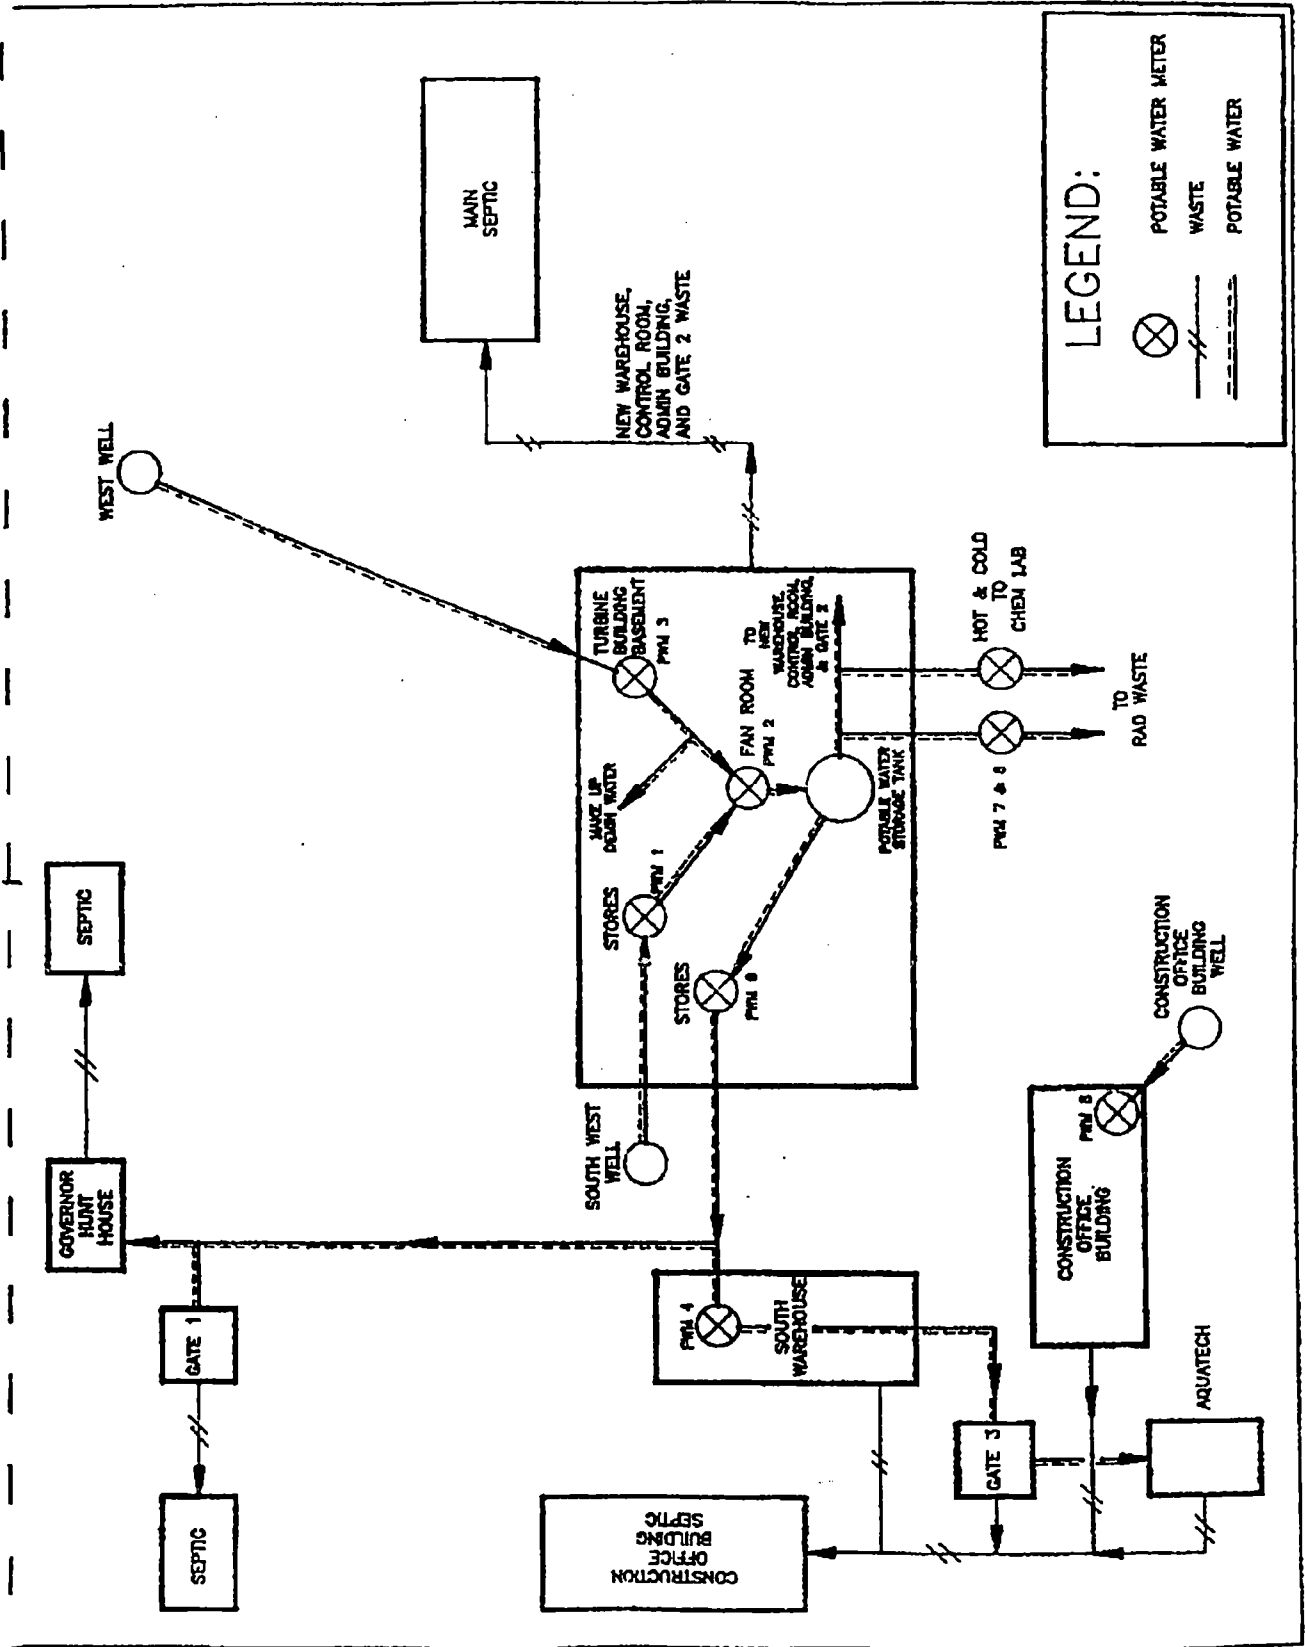 WEST WELL
MAIN
SEPTIC
NEW WAREHOUSE,
CONTROL ROOM,
ADMIN BUILDING,
AND GATE 2 WASTE
LEGEND:
POTABLE WATER METER
WASTE
POTABLE WATER
SEPTIC
GOVERNOR
HUNT
HOUSE
GATE 1
SEPTIC
TURBINE
BUILDING
BASEMENT
PWM 3
MAKE UP
DEMIN WATER
STORES
PWM 1
FAN ROOM
PWM 2
TO
NEW
WAREHOUSE,
CONTROL ROOM,
ADMIN BUILDING,
& GATE 2
STORES
PWM 9
POTABLE WATER
STORAGE TANK
SOUTH WEST
WELL
HOT & COLD
TO
CHEM LAB
TO
RAD WASTE
PWM 7 & 6
CONSTRUCTION
OFFICE
BUILDING
WELL
PWM 8
CONSTRUCTION
OFFICE
BUILDING
PWM 4
SOUTH
WAREHOUSE
GATE 3
AQUATECH
CONSTRUCTION
OFFICE
BUILDING
SEPTIC